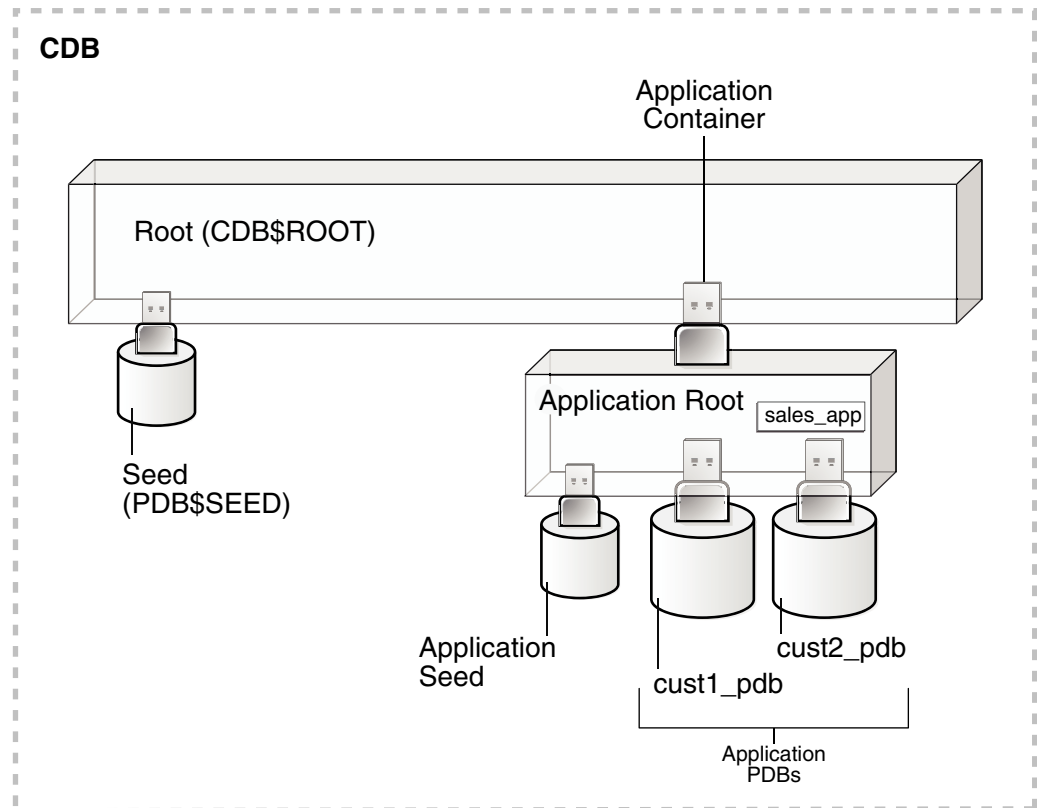 CDB
Application
Container
Root (CDB$ROOT)
Application Root
sales_app
Seed
(PDB$SEED)
Application
Seed
cust1_pdb
cust2_pdb
Application
PDBs